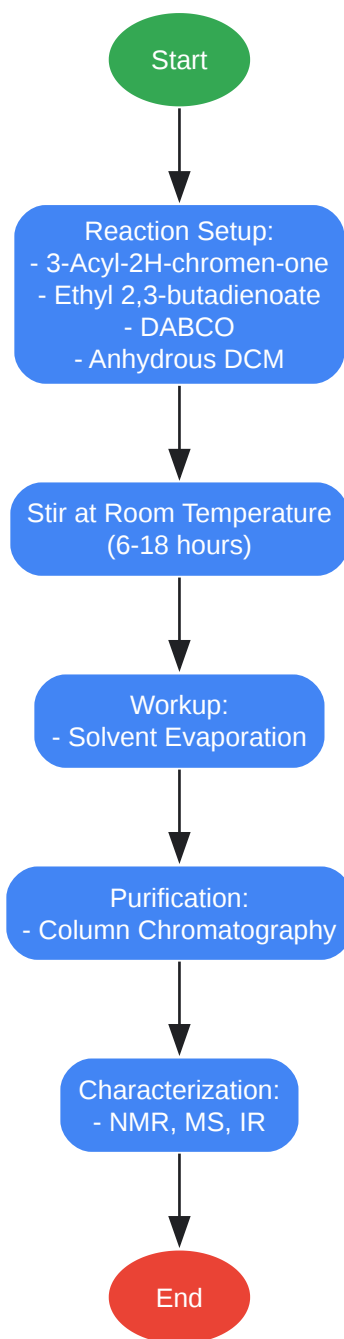 Start
Reaction Setup:
- 3-Acyl-2H-chromen-one
- Ethyl 2,3-butadienoate
- DABCO
- Anhydrous DCM
Stir at Room Temperature
(6-18 hours)
Workup:
- Solvent Evaporation
Purification:
- Column Chromatography
Characterization:
- NMR, MS, IR
End